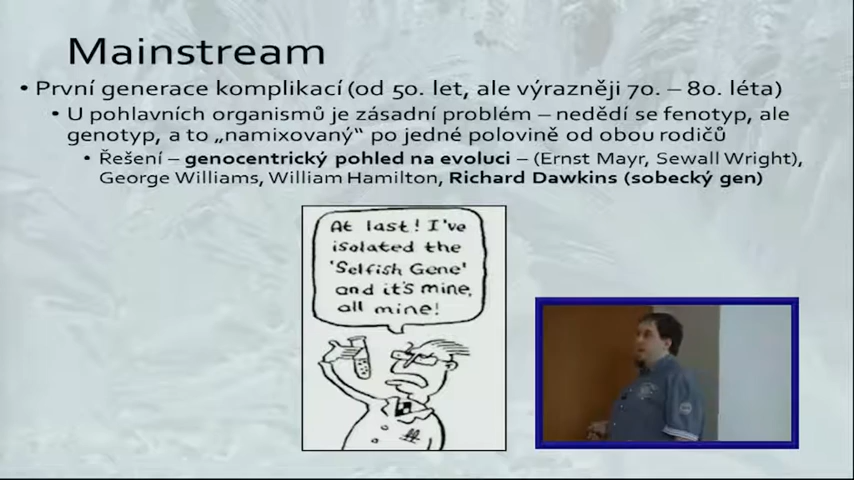 Mainstream
• První generace komplikací (od 50. let, ale výrazněji 70. – 80. léta)
• U pohlavních organismů je zásadní problém – nedědí se fenotyp, ale
genotyp, a to „namixovaný“ po jedné polovině od obou rodičů
• Řešení – genocentrický pohled na evoluci – (Ernst Mayr, Sewall Wright),
George Williams, William Hamilton, Richard Dawkins (sobecký gen)
At last! I've
isolated the
'Selfish Gene'
and it's mine,
all mine!